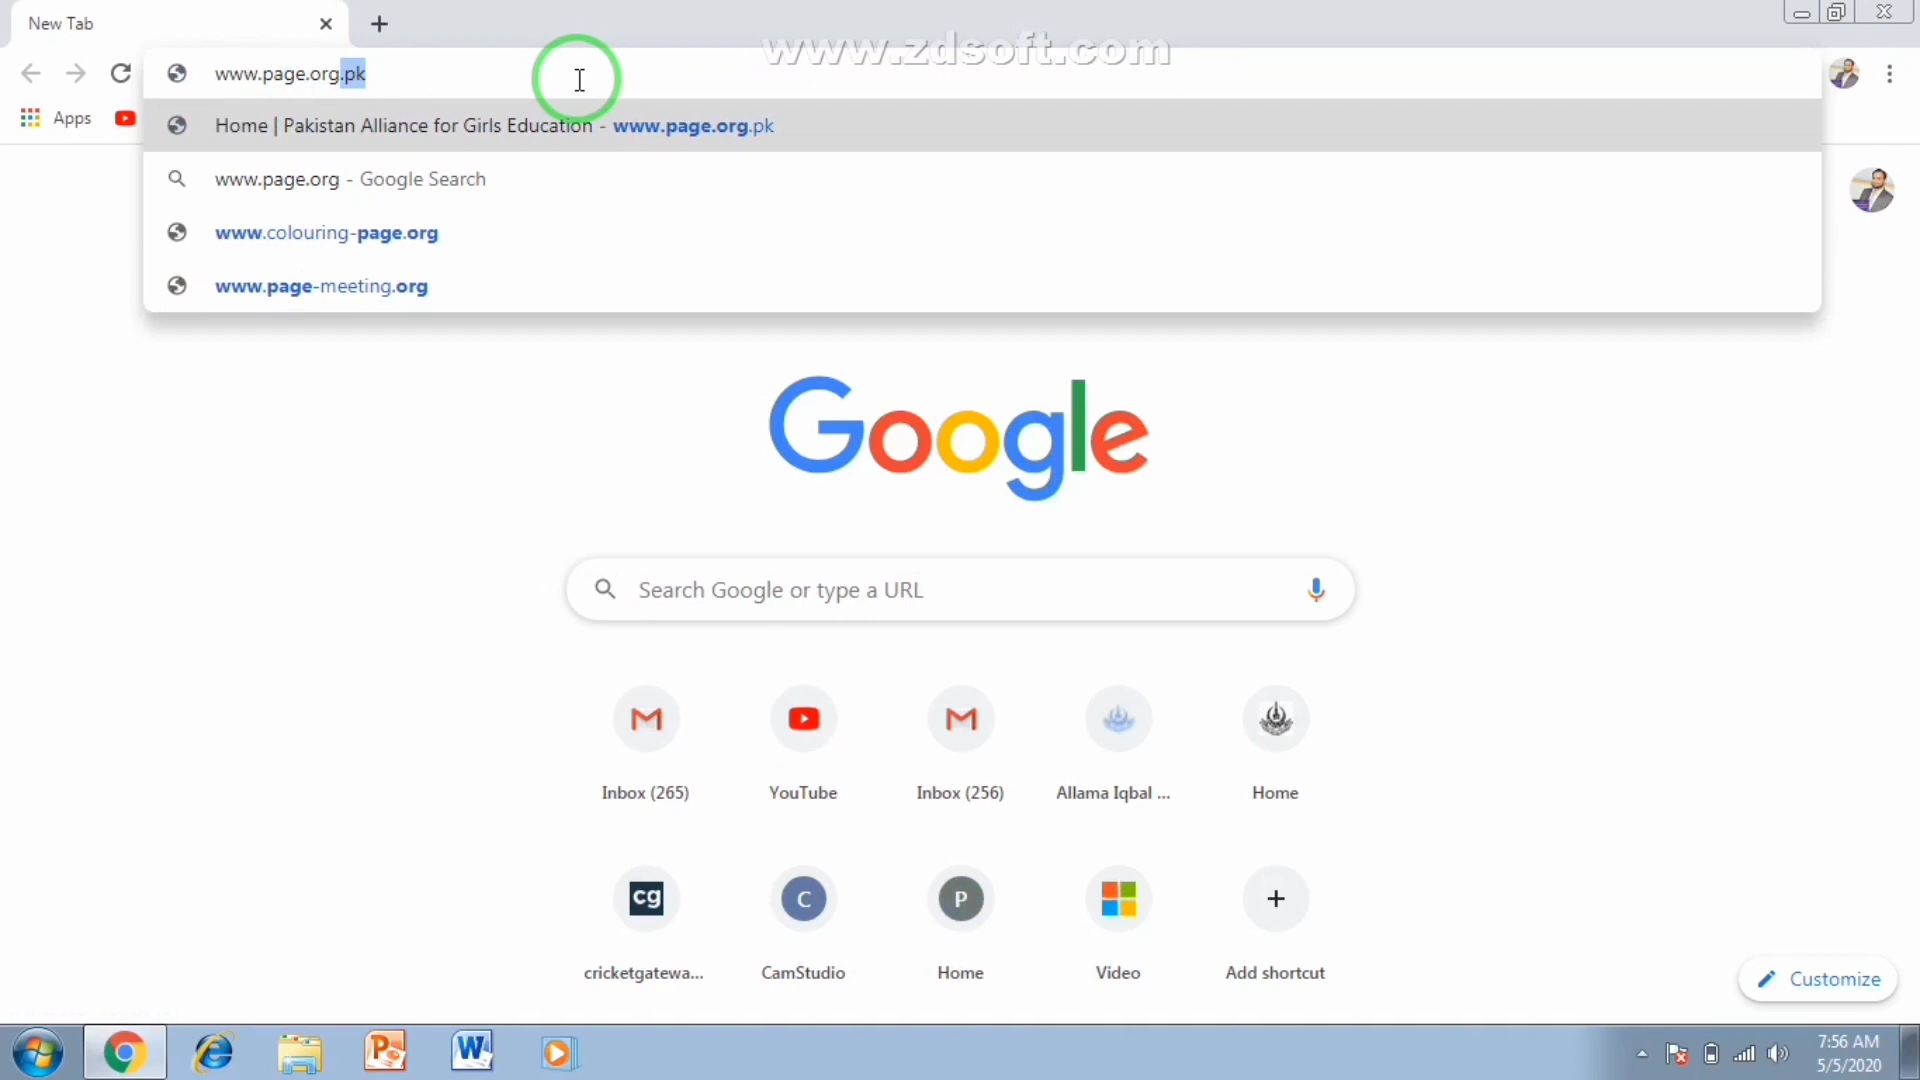 New Tab
www.zdsoft.com
www.page.org.pk
Apps
Home | Pakistan Alliance for Girls Education - www.page.org.pk
www.page.org - Google Search
www.colouring-page.org
www.page-meeting.org
Google
Search Google or type a URL
Inbox (265)
YouTube
Inbox (256)
Allama Iqbal ...
Home
cg
C
P
cricketgatewa...
CamStudio
Home
Video
Add shortcut
Customize
7:56 AM
5/5/2020